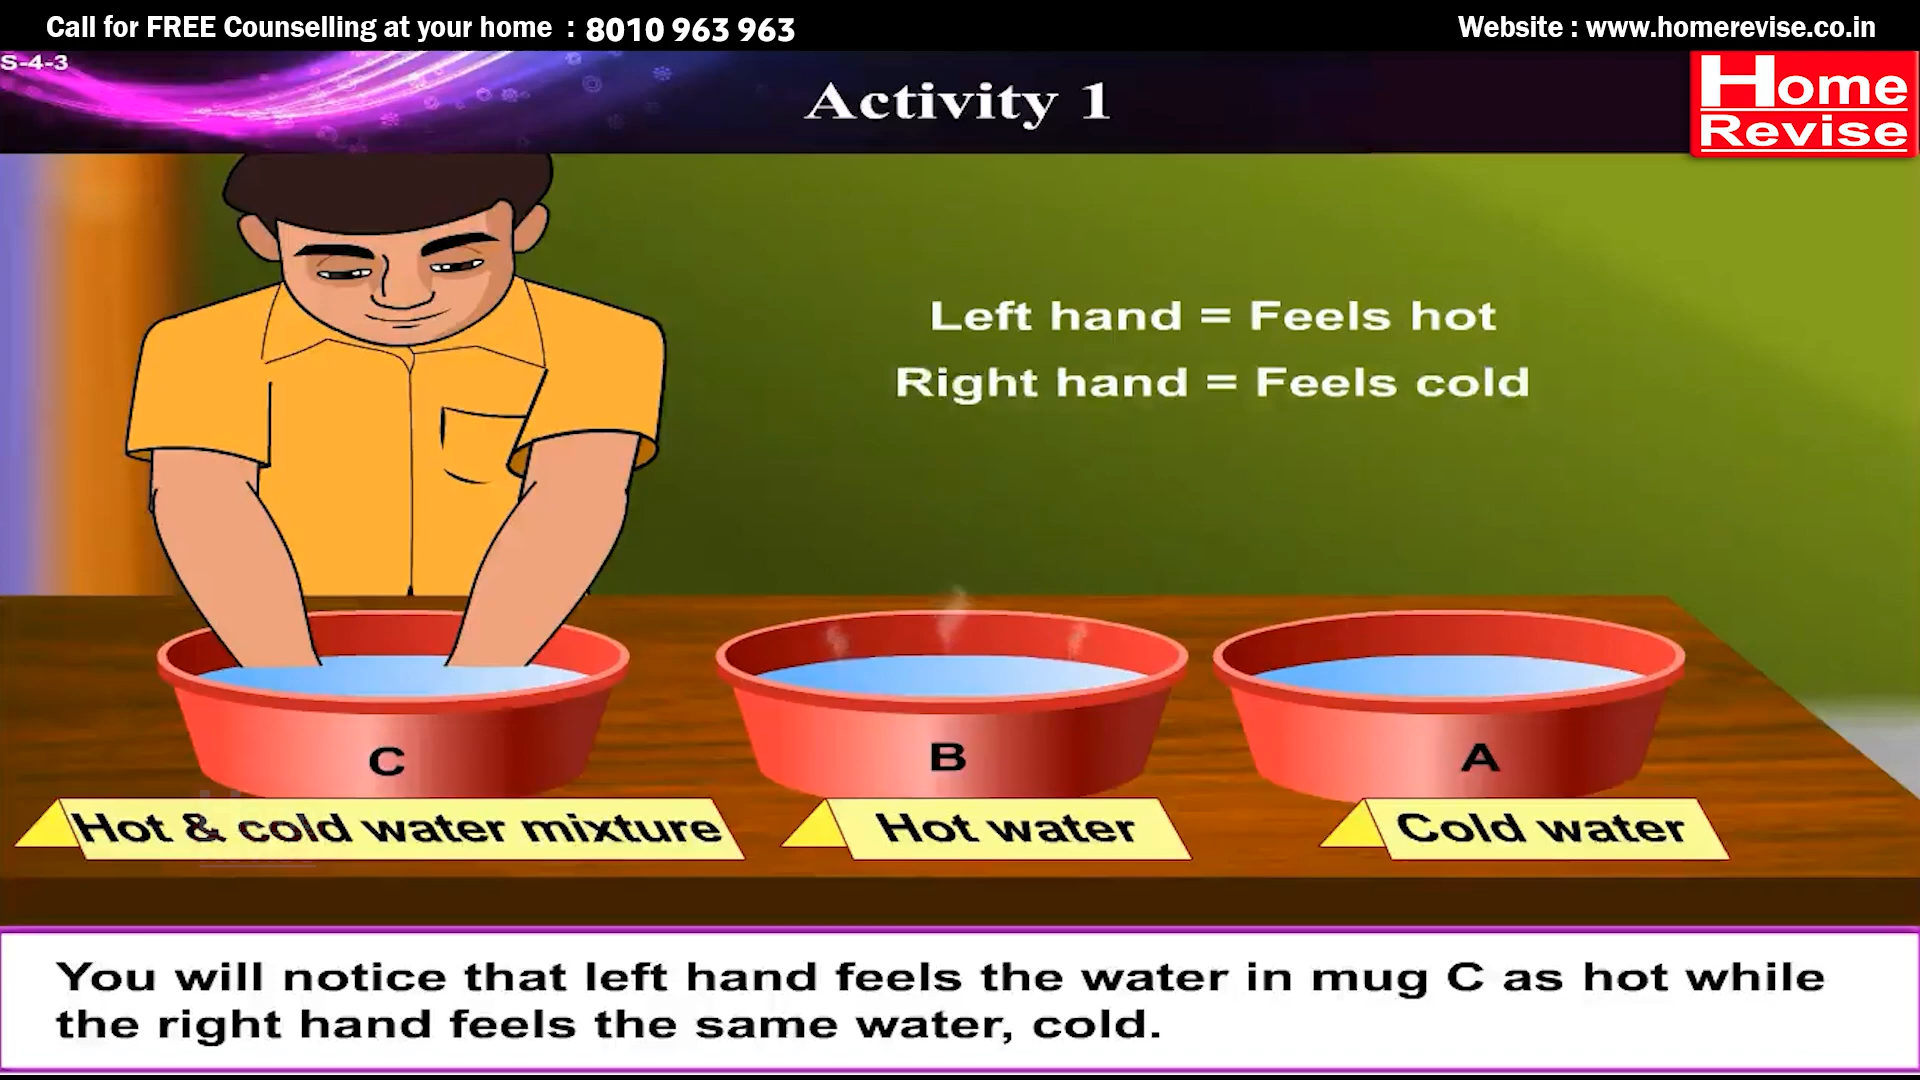 Call for FREE Counselling at your home : 8010 963 963
Website : www.homerevise.co.in
S-4-3
Activity 1
Home
Revise
Left hand = Feels hot
Right hand = Feels cold
C
B
A
Hot & cold water mixture
Hot water
Cold water
You will notice that left hand feels the water in mug C as hot while
the right hand feels the same water, cold.